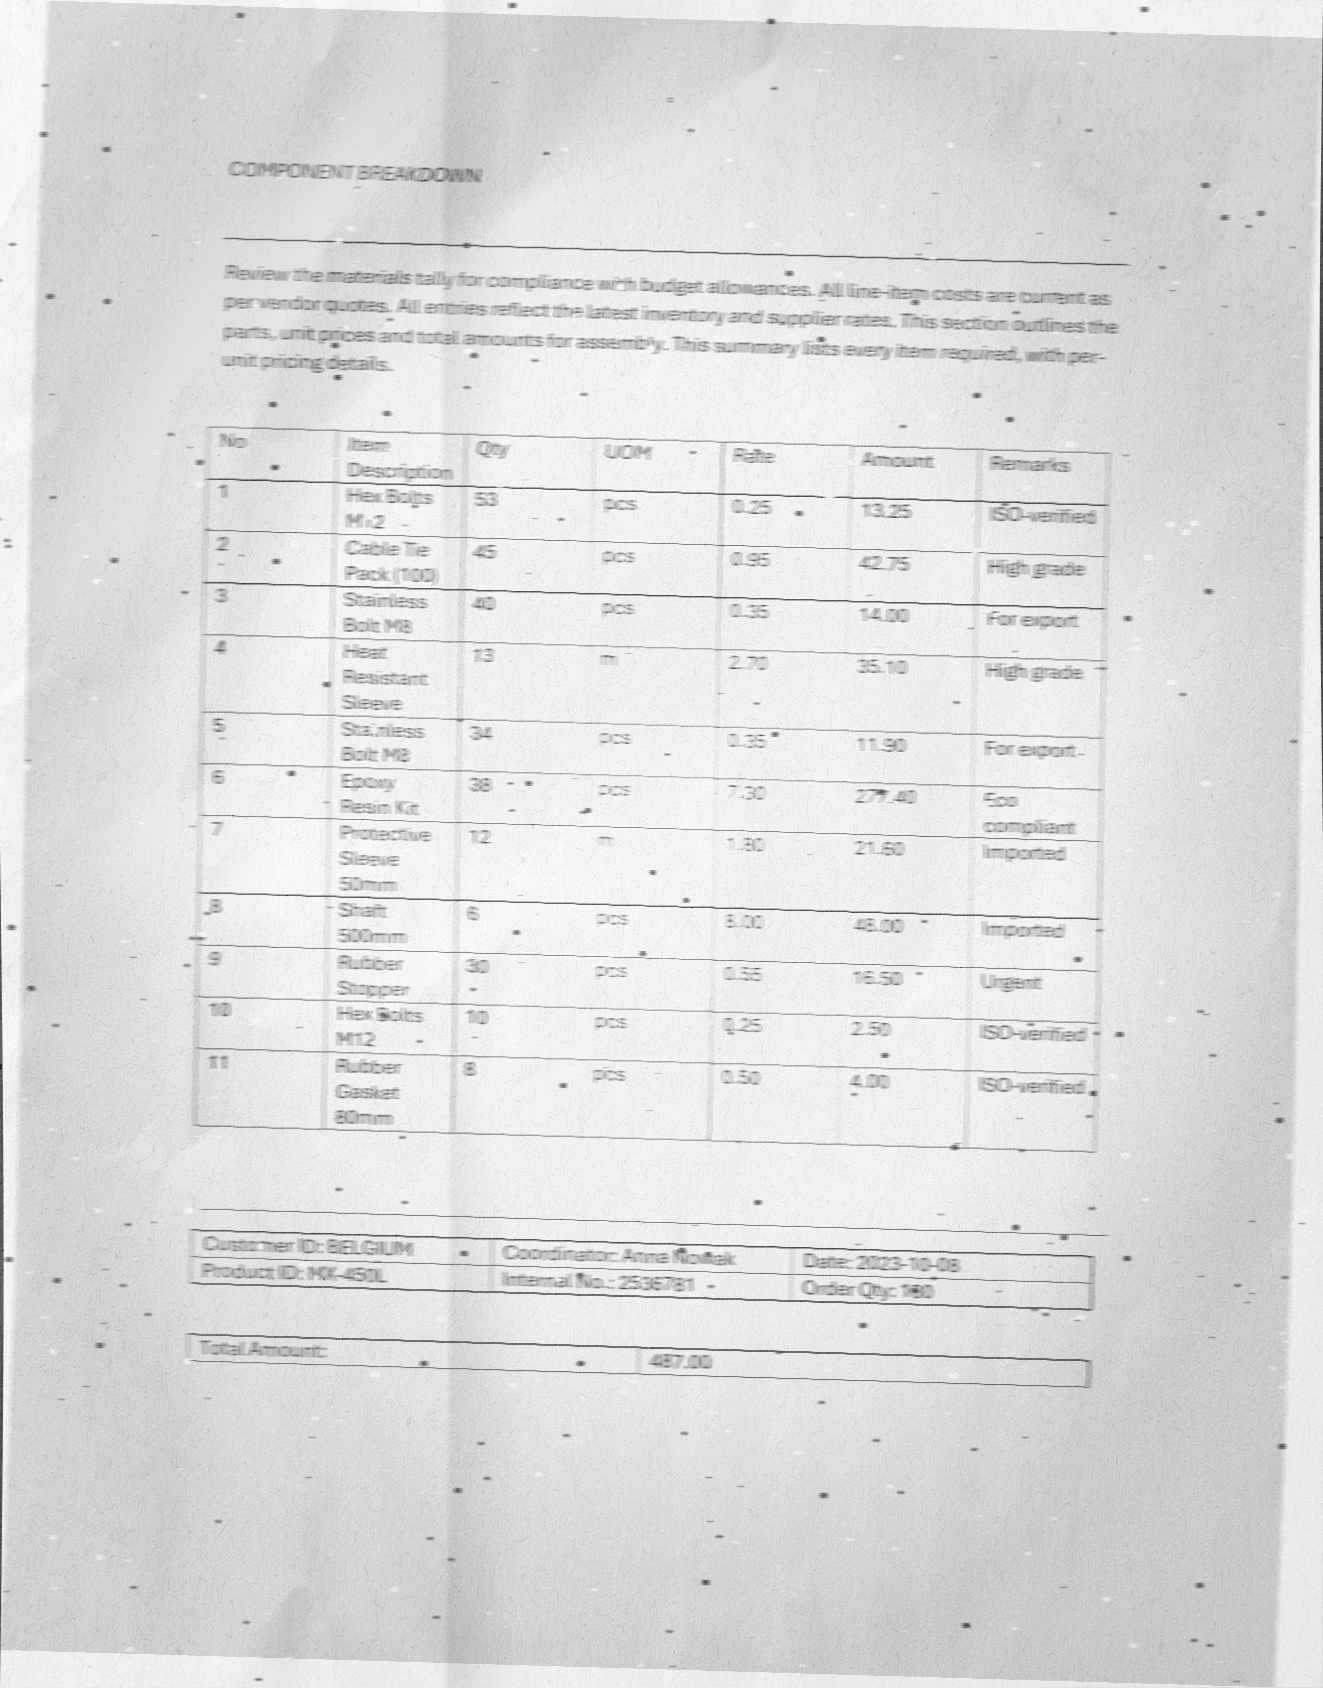 COMPONENT BREAKDOWN
Review the materials tally for compliance with budget allowances. All line-item costs are current as
per vendor quotes. All entries reflect the latest inventory and supplier rates. This section outlines the
parts, unit prices and total amounts for assembly. This summary lists every item required, with per-
unit pricing details.
No Item Description Qty UOM Rate Amount Remarks
1 Hex Bolts M12 53 pcs 0.25 13.25 ISO-verified
2 Cable Tie Pack (100) 45 pcs 0.95 42.75 High grade
3 Stainless Bolt M8 40 pcs 0.35 14.00 For export
4 Heat Resistant Sleeve 13 m 2.70 35.10 High grade
5 Stainless Bolt M8 34 pcs 0.35 11.90 For export
6 Epoxy Resin Kit 38 pcs 7.30 277.40 Eco compliant
7 Protective Sleeve 50mm 12 m 1.80 21.60 Imported
8 Shaft 500mm 6 pcs 8.00 48.00 Imported
9 Rubber Stopper 30 pcs 0.55 16.50 Urgent
10 Hex Bolts M12 10 pcs 0.25 2.50 ISO-verified
11 Rubber Gasket 80mm 8 pcs 0.50 4.00 ISO-verified
Customer ID: BELGIUM Coordinator: Anna Nowak Date: 2023-10-08
Product ID: MX-450L Internal No.: 2536781 Order Qty:
Total Amount: 487.00